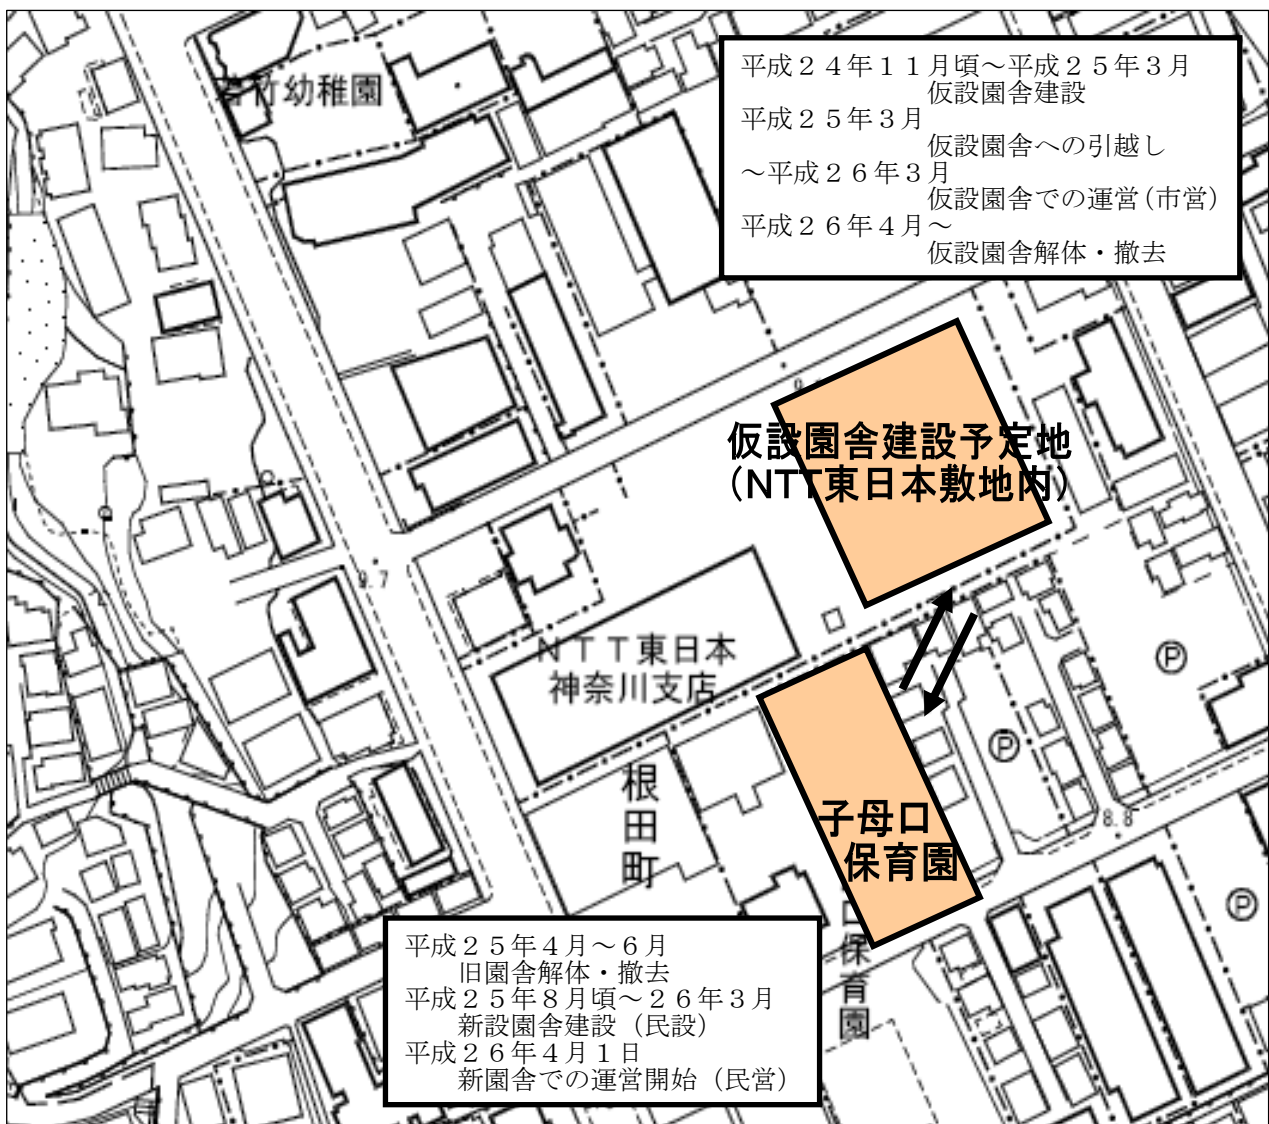 若竹幼稚園
平成２４年１１月頃～平成２５年３月
仮設園舎建設
平成２５年３月
仮設園舎への引越し
～平成２６年３月
仮設園舎での運営（市営）
平成２６年４月～
仮設園舎解体・撤去
仮設園舎建設予定地
（NTT東日本敷地内）
9.7
ＮＴＴ東日本
神奈川支店
Ⓟ
Ⓟ
根田町
子母口
保育園
8.8
Ⓟ
口保育園
平成２５年４月～６月
旧園舎解体・撤去
平成２５年８月頃～２６年３月
新設園舎建設（民設）
平成２６年４月１日
新園舎での運営開始（民営）